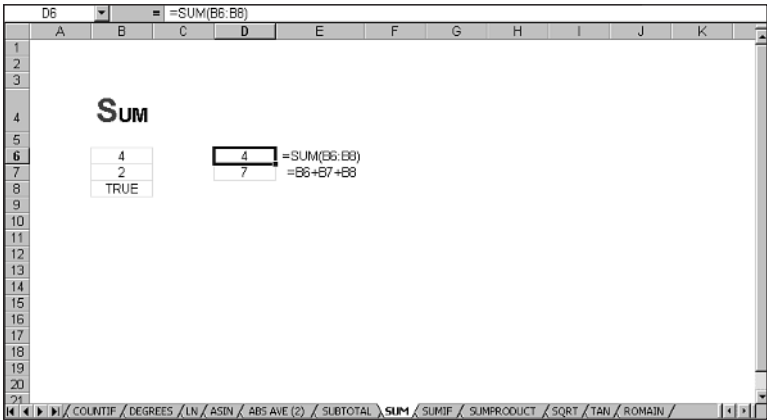 D6 = =SUM(B6:B8)
A B C D E F G H I J K
1
2
3
4 SUM
5
6 4 4 =SUM(B6:B8)
7 2 7 =B6+B7+B8
8 TRUE
9
10
11
12
13
14
15
16
17
18
19
20
21
COUNTIF / DEGREES / LN / ASIN / ABS AVE (2) / SUBTOTAL \ SUM / SUMIF / SUMPRODUCT / SQRT / TAN / ROMAIN /